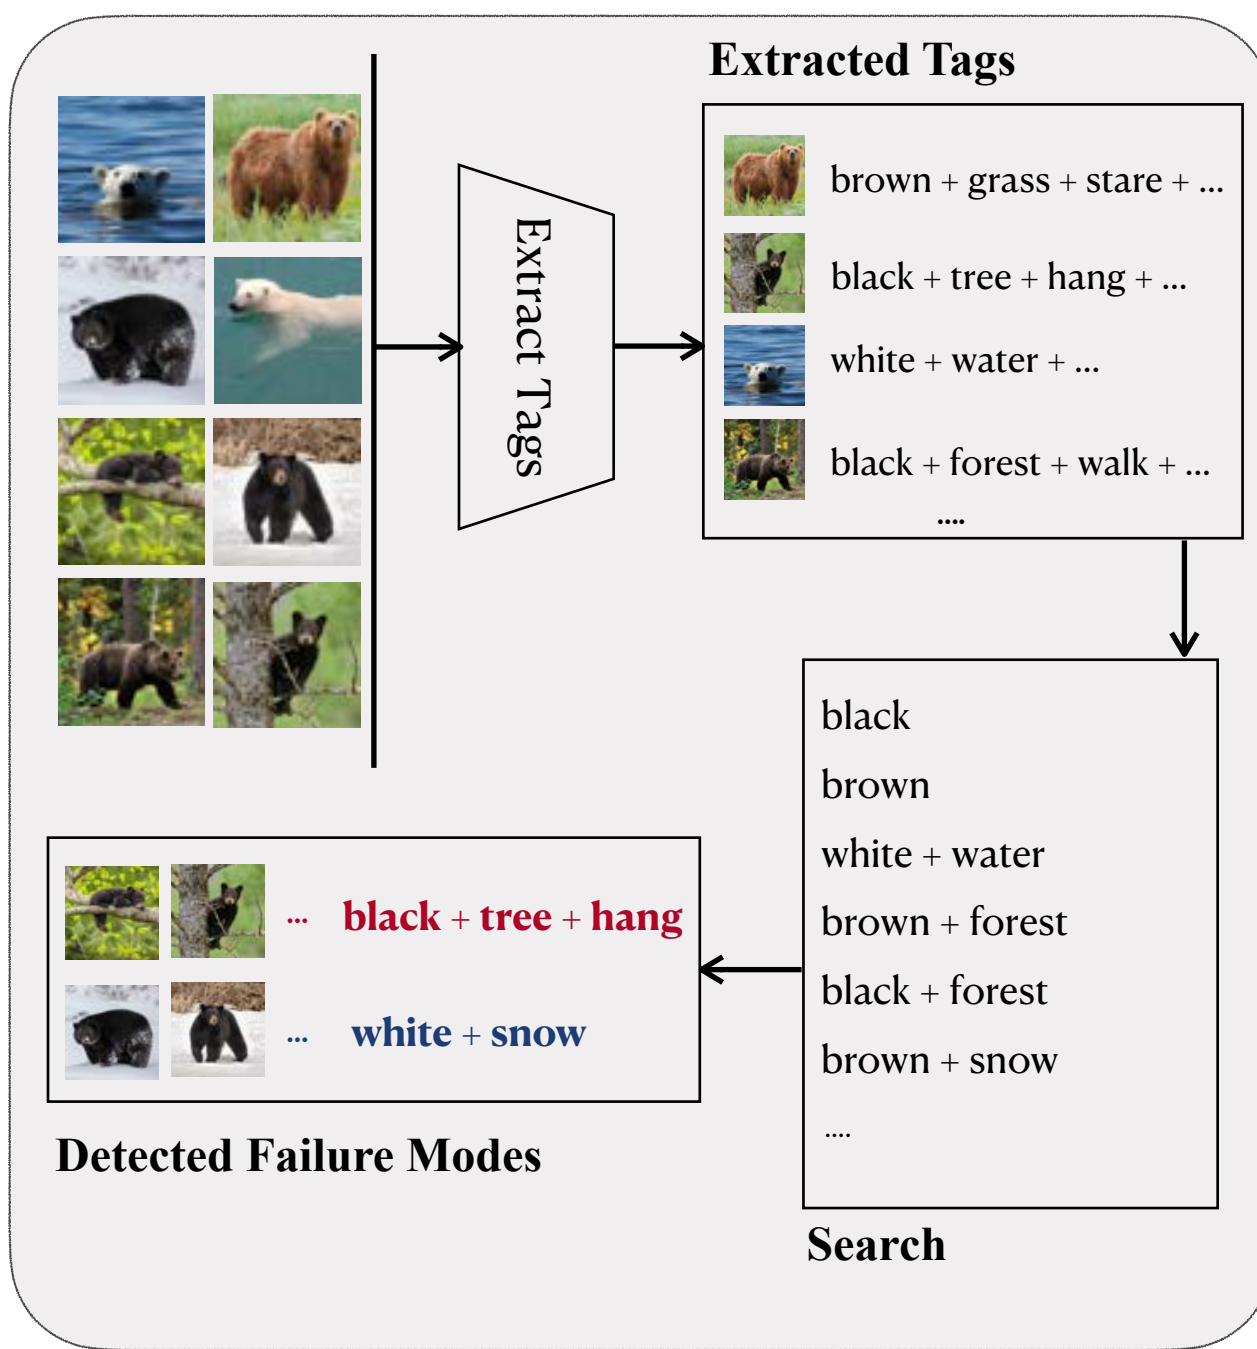 Extracted Tags
brown + grass + stare + ...
black + tree + hang + ...
white + water + ...
black + forest + walk + ...
....
Extract Tags
black
brown
white + water
brown + forest
black + forest
brown + snow
....
Search
... black + tree + hang
... white + snow
Detected Failure Modes